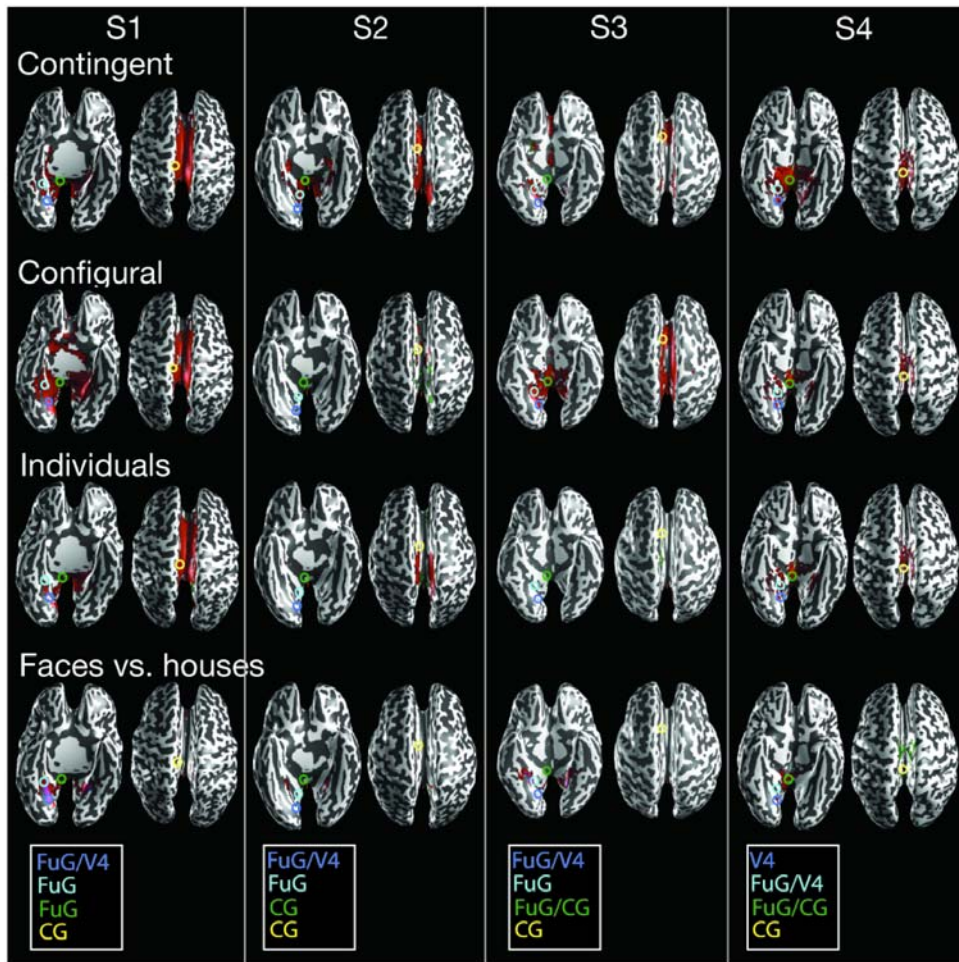 S1 S2 S3 S4
Contingent
Configural
Individuals
Faces vs. houses
FuG/V4
FuG
FuG
CG
FuG/V4
FuG
CG
CG
FuG/V4
FuG
FuG/CG
CG
V4
FuG/V4
FuG/CG
CG